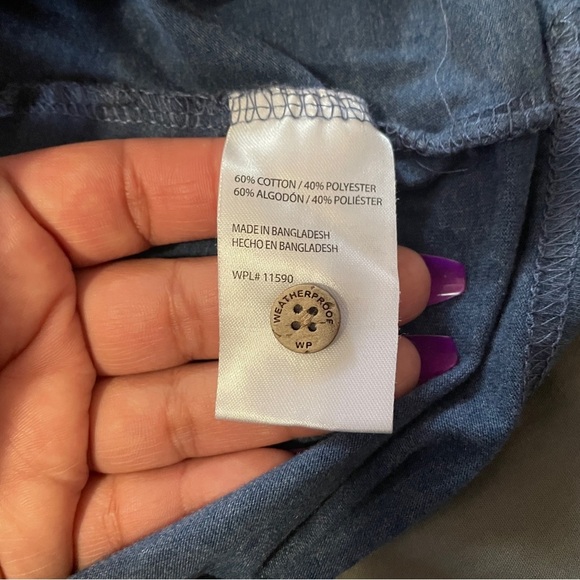 60% COTTON / 40% POLYESTER
60% ALGODÓN / 40% POLIÉSTER
MADE IN BANGLADESH
HECHO EN BANGLADESH
WPL# 11590
WEATHERPROOF
WP